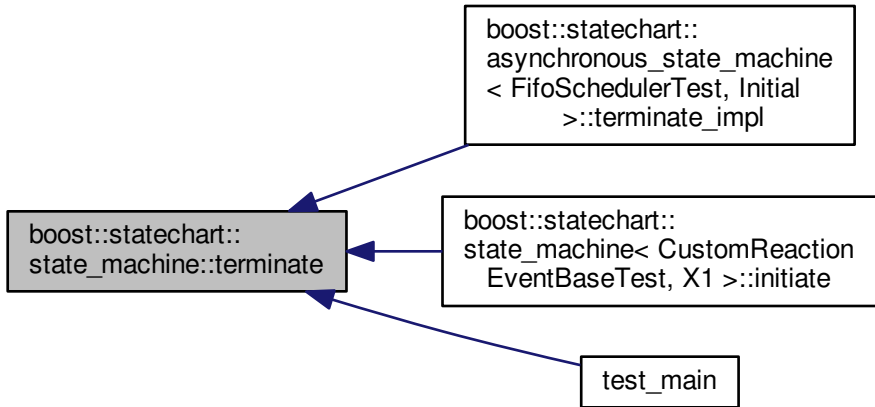 boost::statechart::
asynchronous_state_machine
< FifoSchedulerTest, Initial
>::terminate_impl
boost::statechart::
state_machine::terminate
boost::statechart::
state_machine< CustomReaction
EventBaseTest, X1 >::initiate
test_main